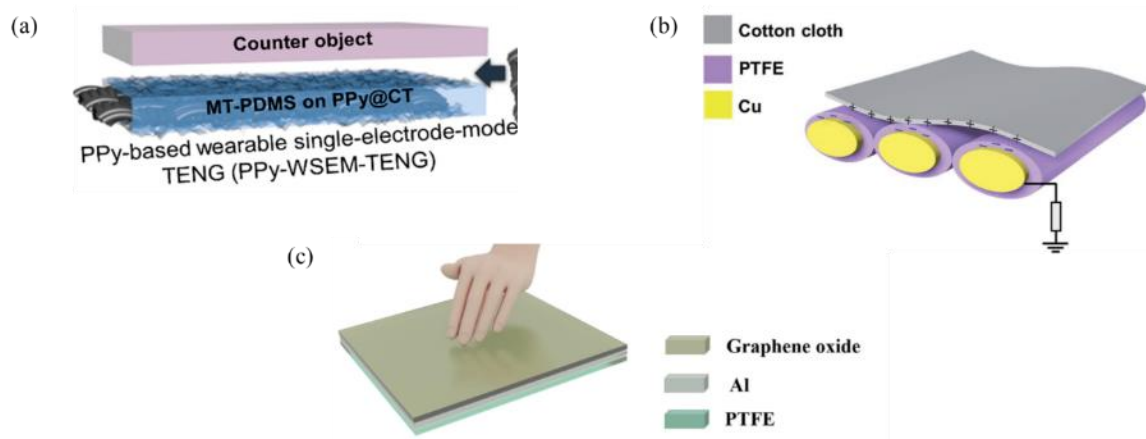 (a)
Counter object
MT-PDMS on PPy@CT
PPy-based wearable single-electrode-mode
TENG (PPy-WSEM-TENG)
(b)
Cotton cloth
PTFE
Cu
(c)
Graphene oxide
Al
PTFE